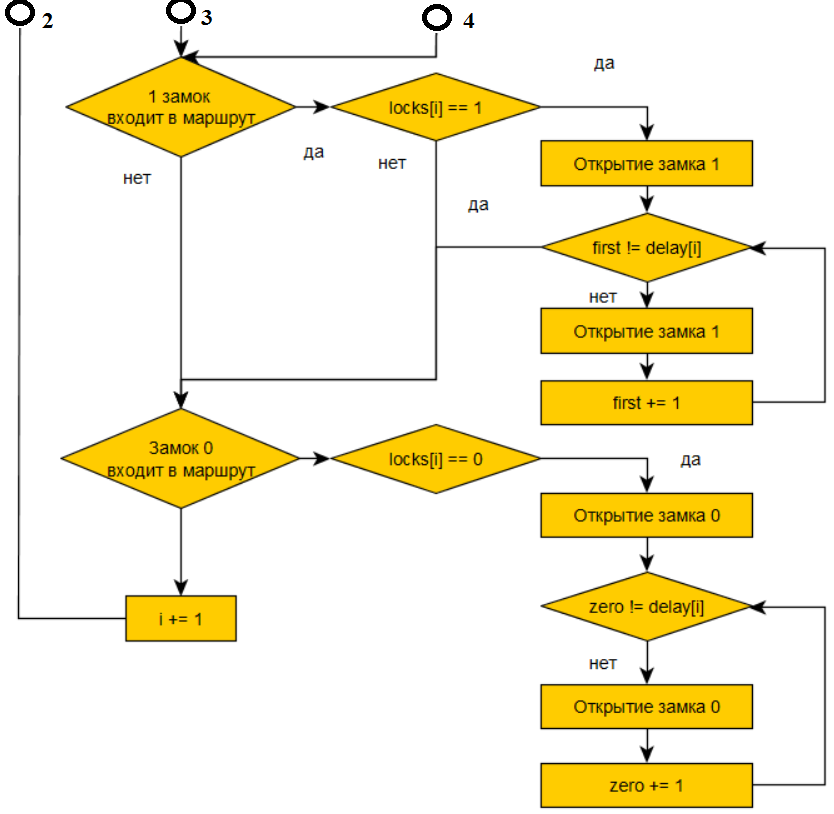 2
3
4
1 замок
входит в маршрут
locks[i] == 1
да
да
нет
нет
Открытие замка 1
да
first != delay[i]
нет
Открытие замка 1
first += 1
Замок 0
входит в маршрут
locks[i] == 0
да
Открытие замка 0
zero != delay[i]
i += 1
нет
Открытие замка 0
zero += 1